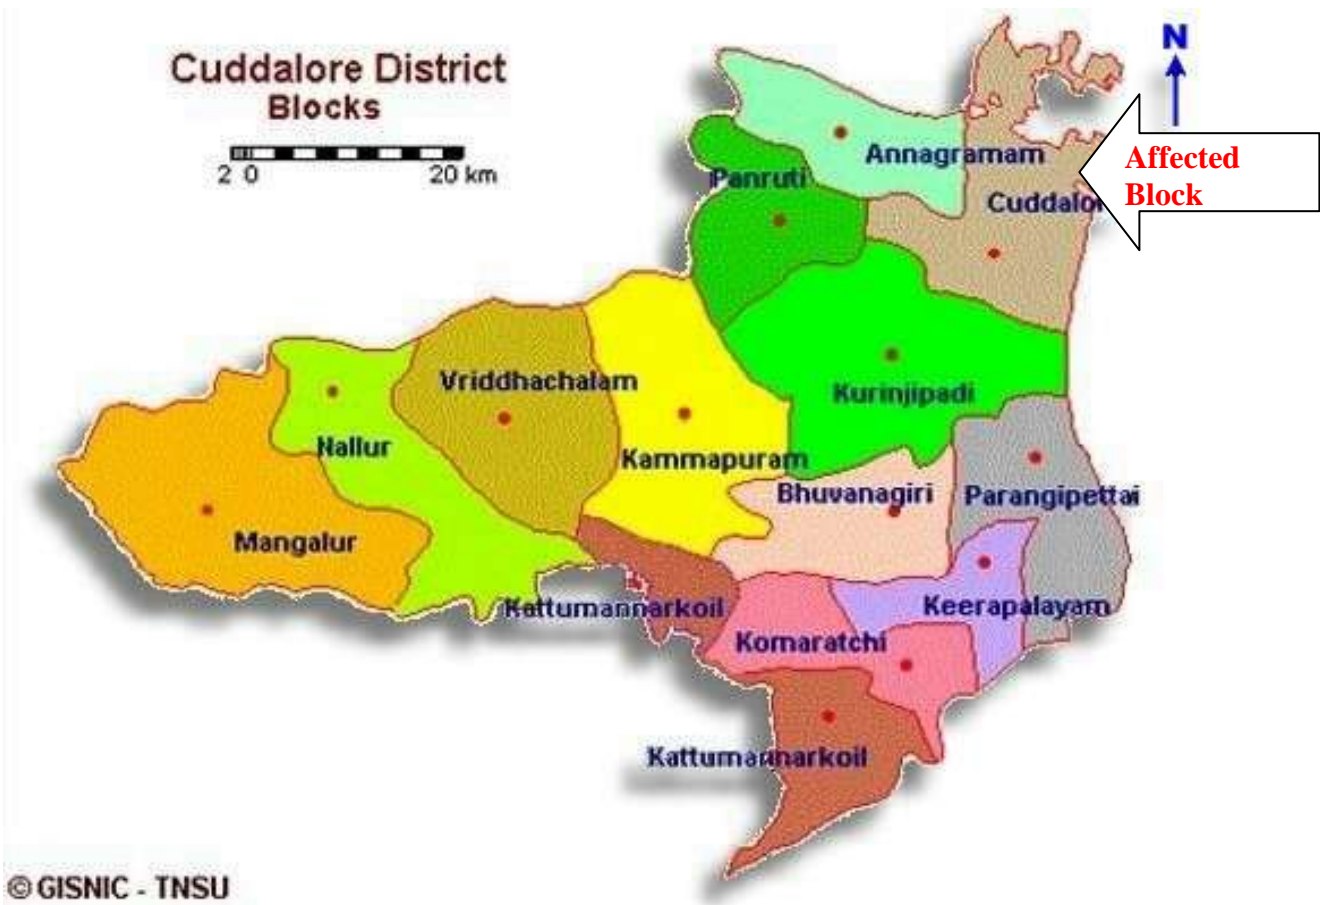 Cuddalore District
Blocks
2 0 20 km
N
Affected
Block
Annagramam
Panruti
Cuddalor
Vriddhachalam
Kurinjipadi
Nallur
Kammapuram
Bhuvanagiri
Parangipettai
Mangalur
Kattumannarkoil
Keerapalayam
Komaratchi
Kattumannarkoil
© GISNIC - TNSU